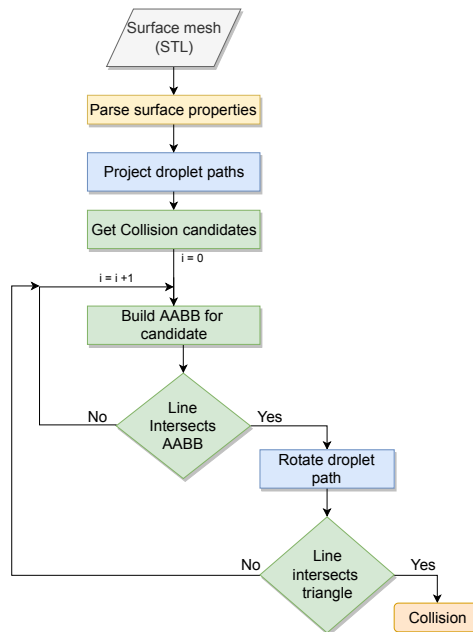 Surface mesh
(STL)
Parse surface properties
Project droplet paths
Get Collision candidates
i = 0
i = i +1
Build AABB for
candidate
Line
Intersects
AABB
No
Yes
Rotate droplet
path
Line
intersects
triangle
No
Yes
Collision